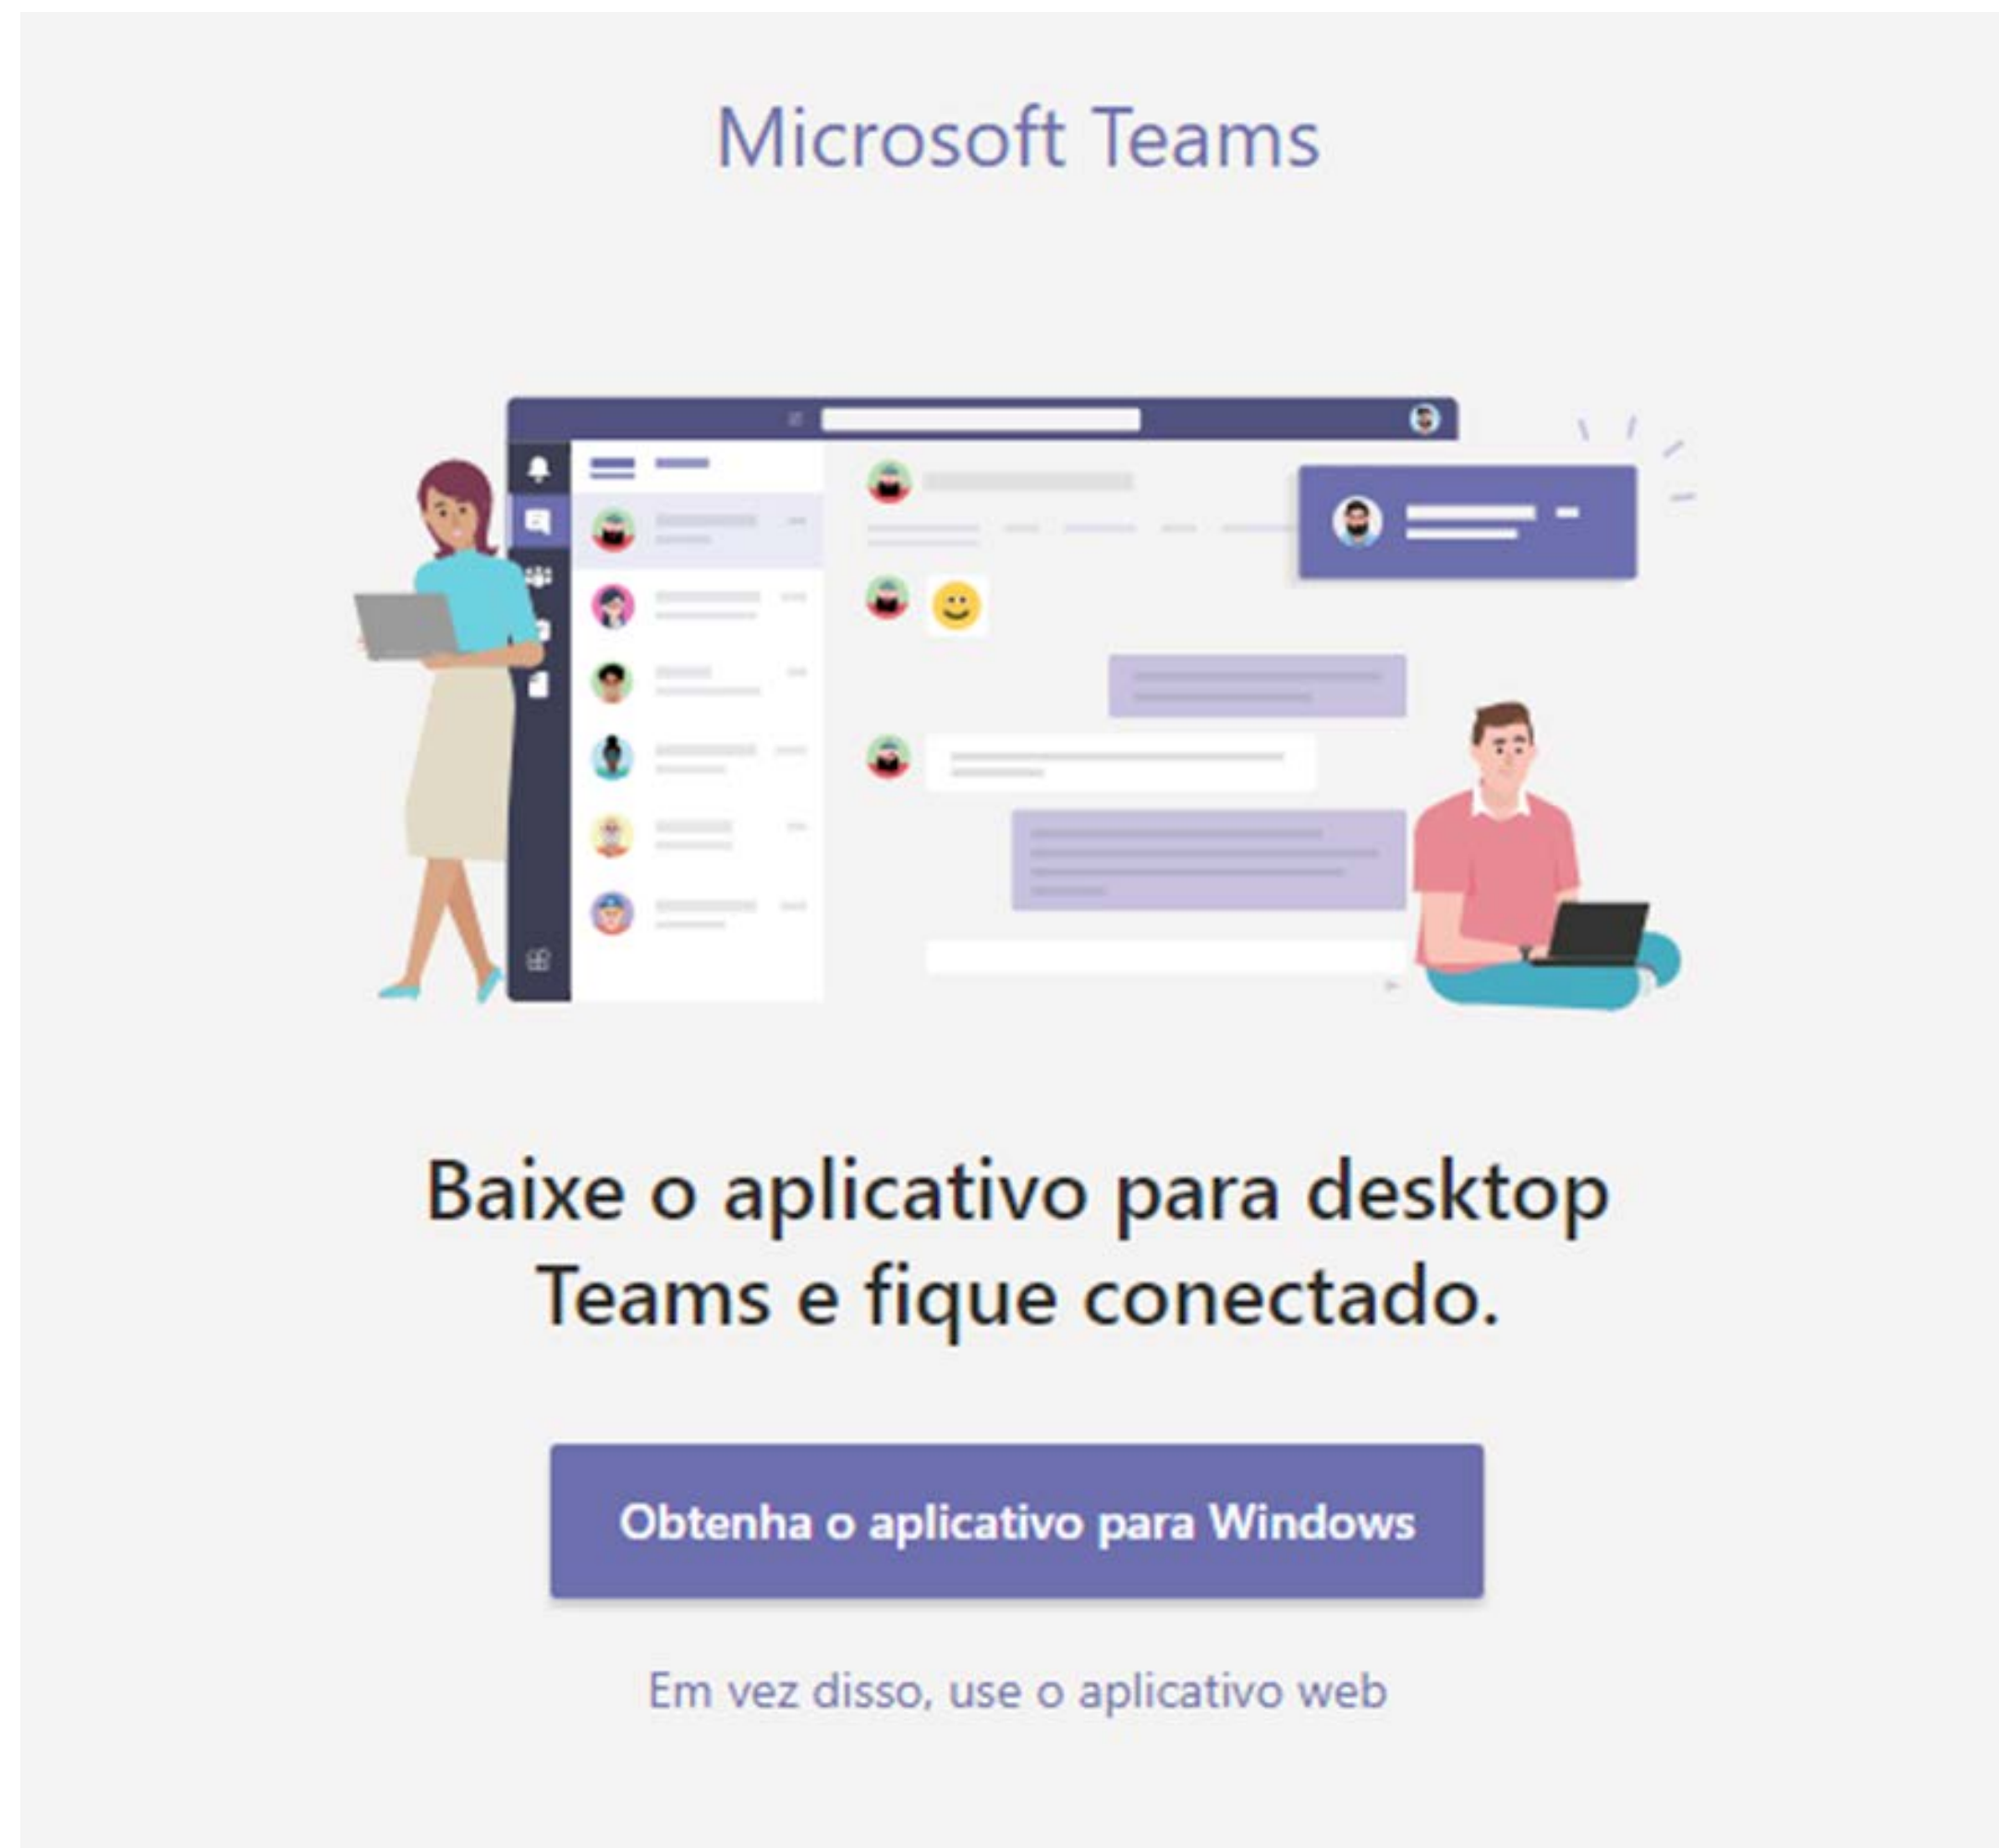 Microsoft Teams
Baixe o aplicativo para desktop
Teams e fique conectado.
Obtenha o aplicativo para Windows
Em vez disso, use o aplicativo web